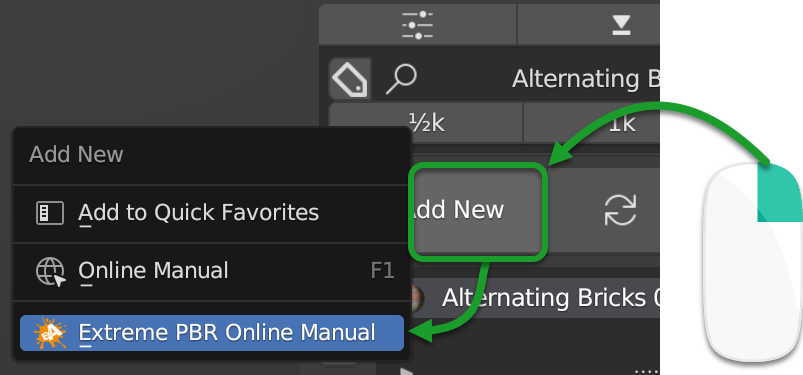 Alternating B
½k
1k
Add New
Add to Quick Favorites
Online Manual F1
Extreme PBR Online Manual
dd New
Alternating Bricks 0